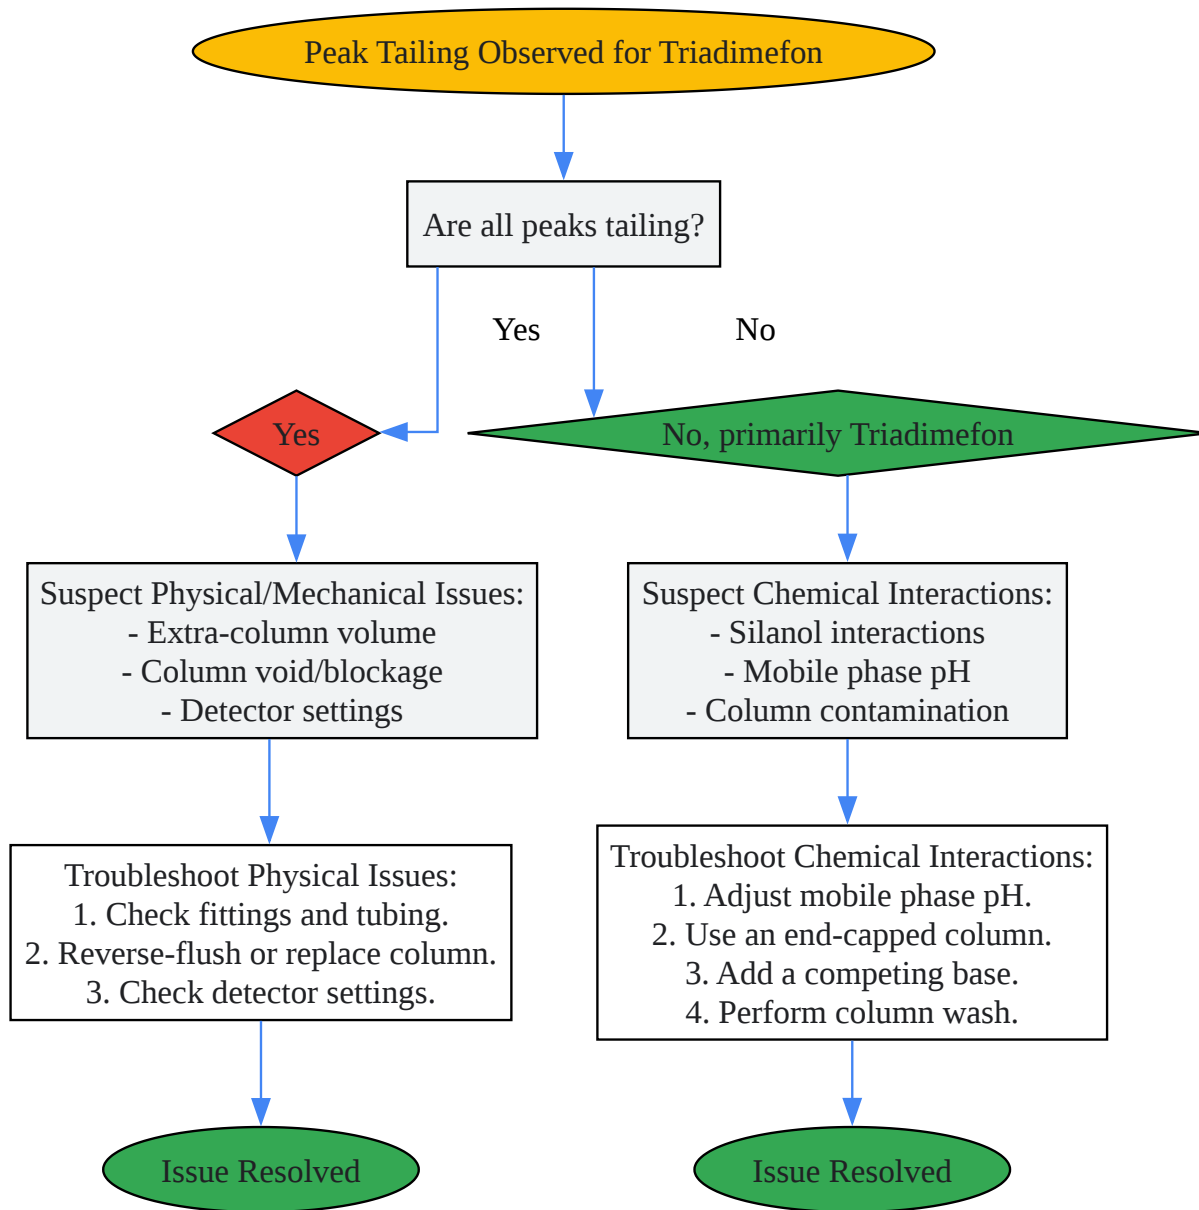 Peak Tailing Observed for Triadimefon
Are all peaks tailing?
Yes
No
Yes
No, primarily Triadimefon
Suspect Physical/Mechanical Issues:
- Extra-column volume
- Column void/blockage
- Detector settings
Suspect Chemical Interactions:
- Silanol interactions
- Mobile phase pH
- Column contamination
Troubleshoot Physical Issues:
1. Check fittings and tubing.
2. Reverse-flush or replace column.
3. Check detector settings.
Troubleshoot Chemical Interactions:
1. Adjust mobile phase pH.
2. Use an end-capped column.
3. Add a competing base.
4. Perform column wash.
Issue Resolved
Issue Resolved